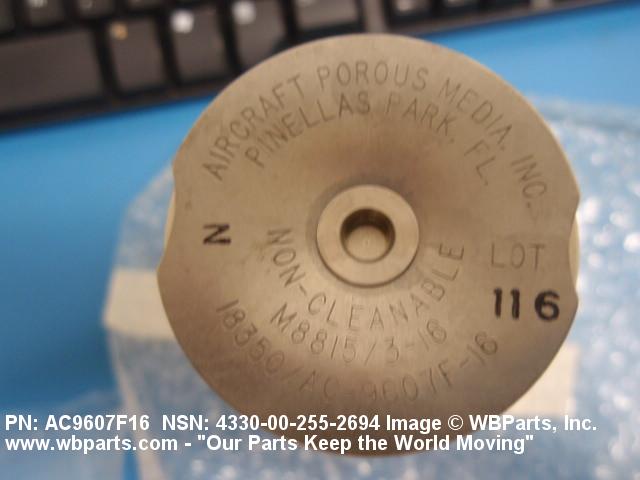 AIRCRAFT POROUS MEDIA, INC.
PINELLAS PARK, FL.
N
NON-CLEANABLE
LOT
116
M8815/3-16
18350/AC-9607F-16
PN: AC9607F16 NSN: 4330-00-255-2694 Image © WBParts, Inc.
www.wbparts.com - "Our Parts Keep the World Moving"